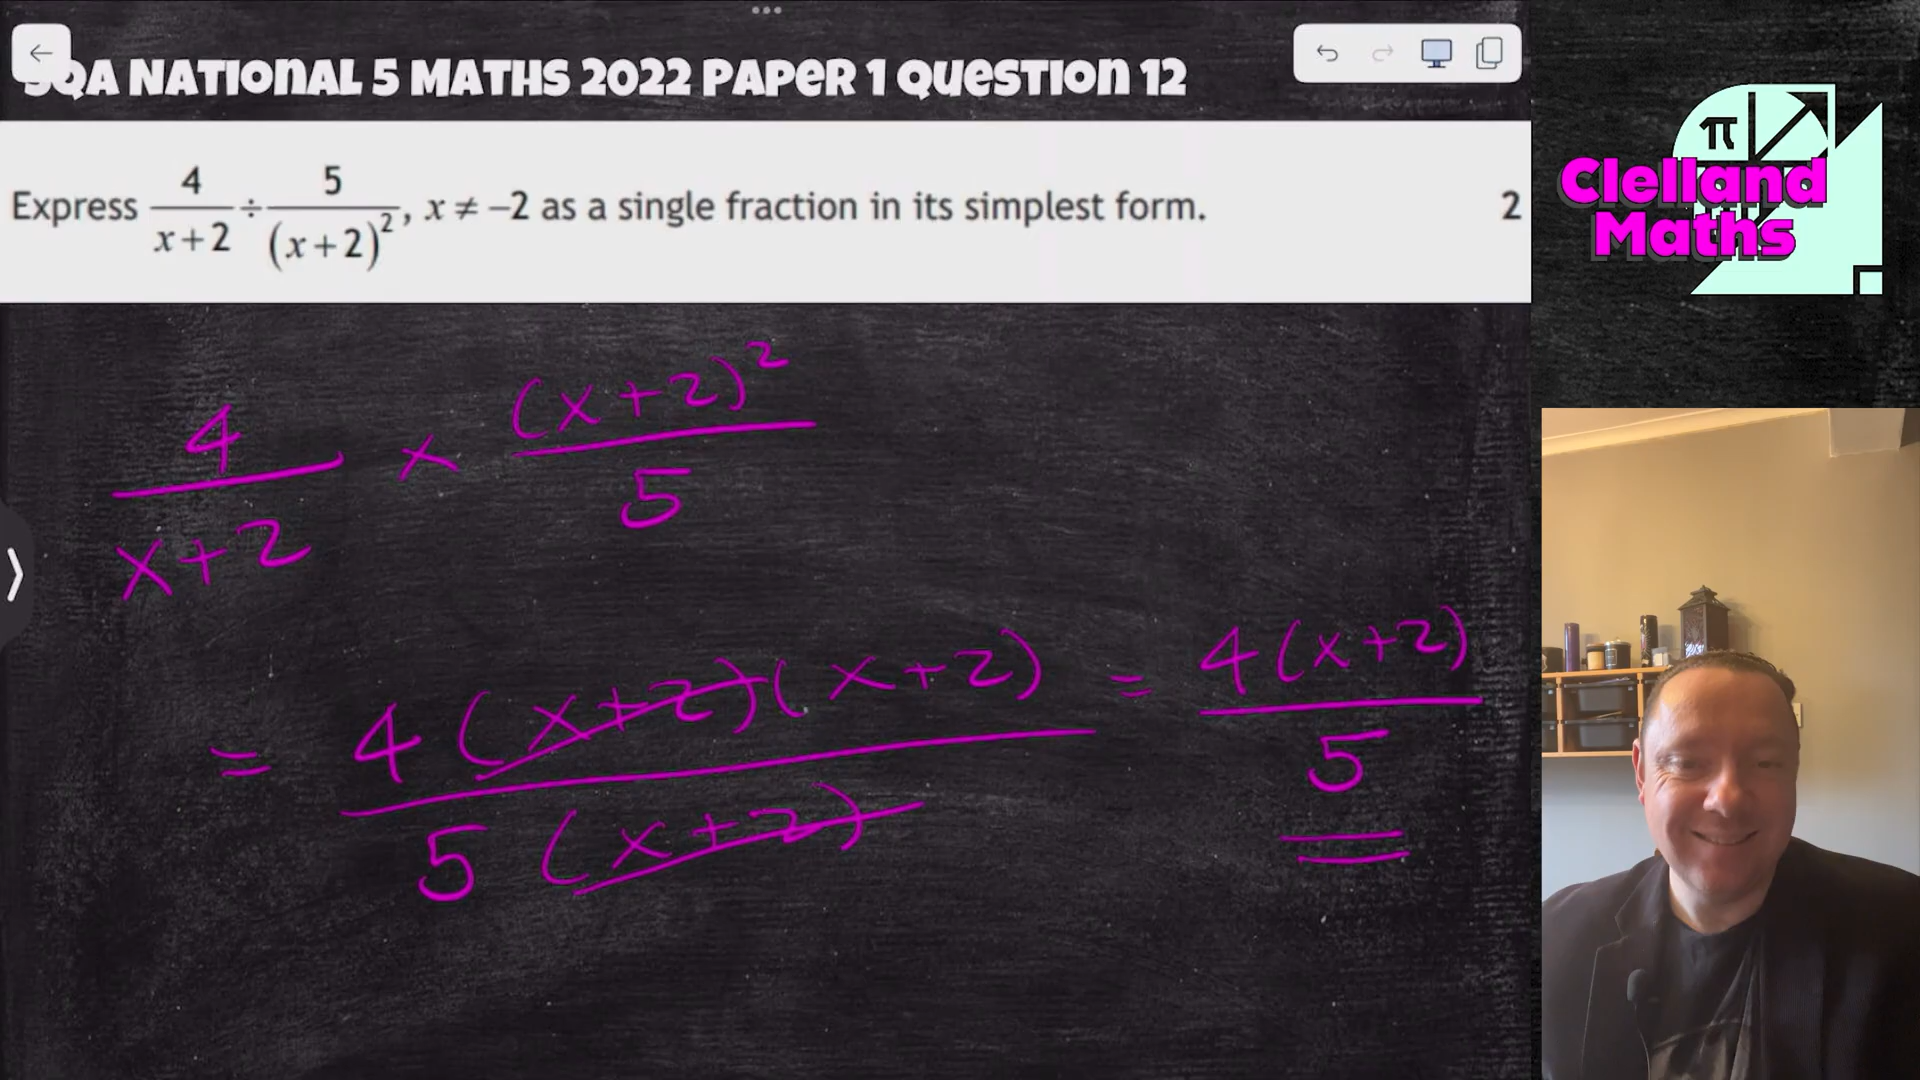 SQA NATIONAL 5 MATHS 2022 PAPER 1 QUESTION 12
Express 4/(x+2) ÷ 5/(x+2)², x ≠ −2 as a single fraction in its simplest form. 2
π
Clelland
Maths
4/(x+2) × (x+2)²/5
= 4(x+2)(x+2)/5(x+2) = 4(x+2)/5